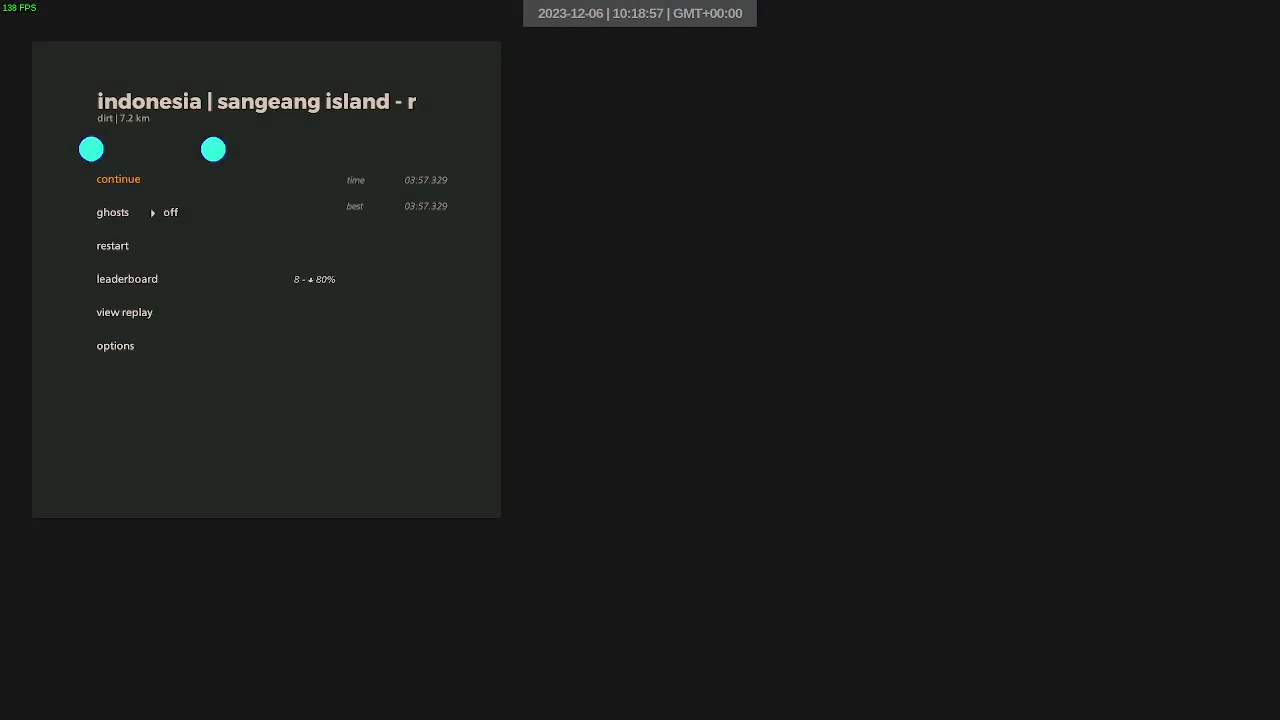 138 FPS
2023-12-06 | 10:18:57 | GMT+00:00
indonesia | sangeang island - r
dirt | 7.2 km
continue
time 03:57.329
best 03:57.329
ghosts off
restart
leaderboard 8 - + 80%
view replay
options